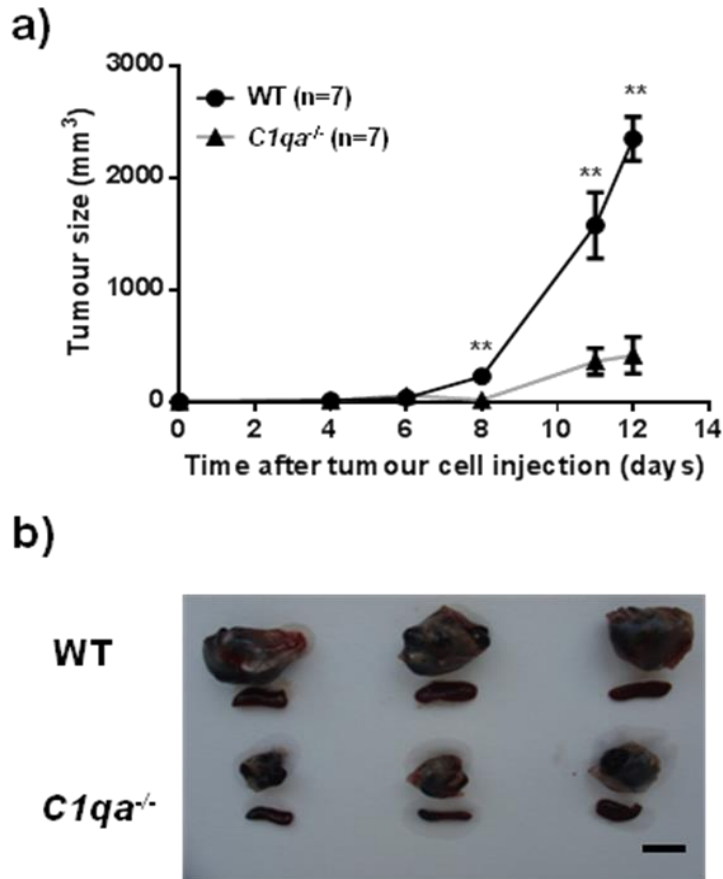 a)
3000
2000
1000
0
Tumour size (mm³)
WT (n=7)
C1qa-/- (n=7)
**
**
**
0 2 4 6 8 10 12 14
Time after tumour cell injection (days)
b)
WT
C1qa-/-